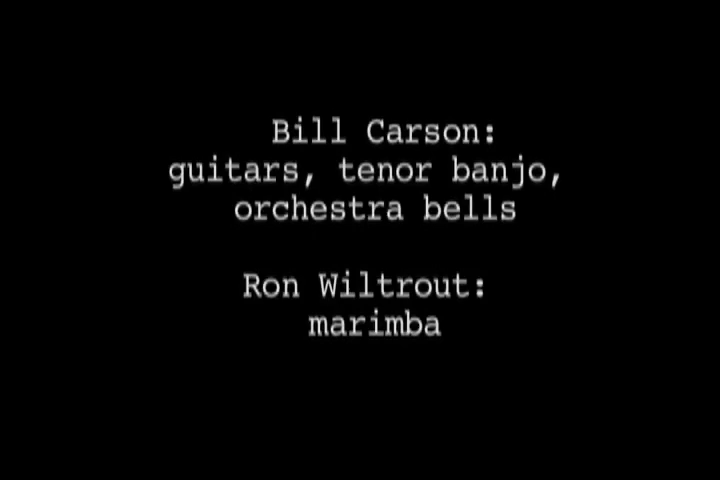 Bill Carson:
guitars, tenor banjo,
orchestra bells
Ron Wiltrout:
marimba